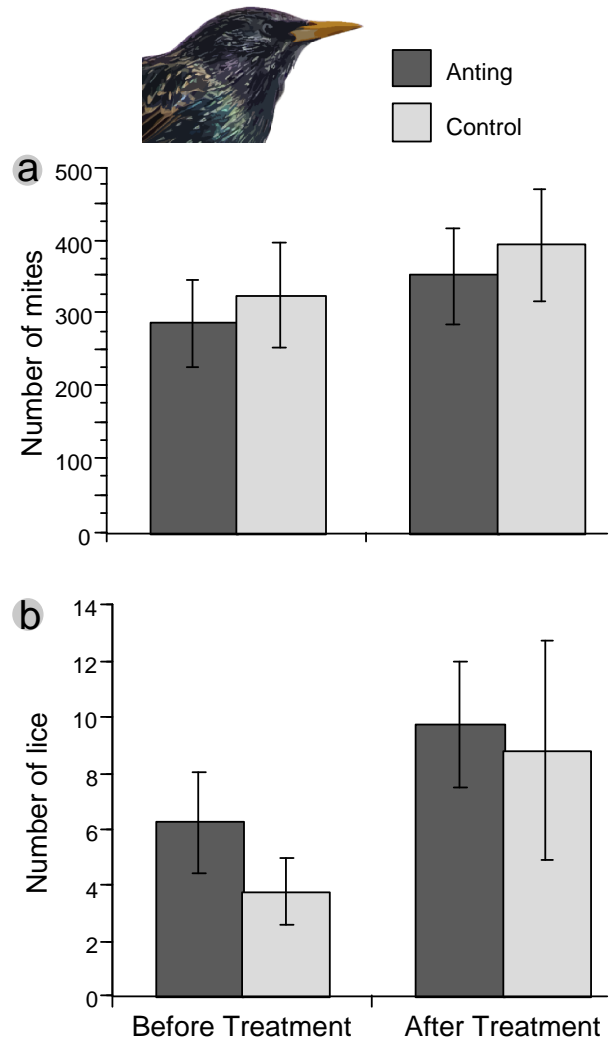 Anting
Control
a
Number of mites
500
400
300
200
100
0
b
Number of lice
14
12
10
8
6
4
2
0
Before Treatment
After Treatment